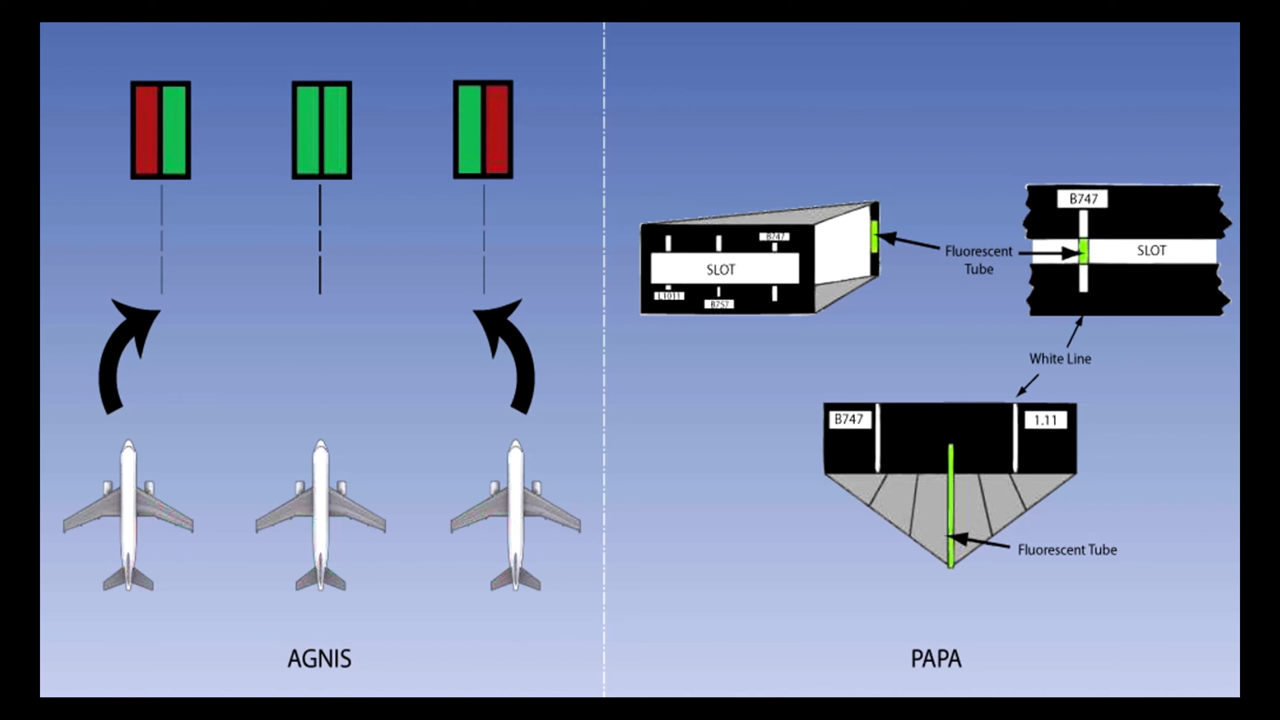 B747
SLOT
L1011
B757
Fluorescent
Tube
B747
SLOT
White Line
B747
1.11
Fluorescent Tube
AGNIS
PAPA